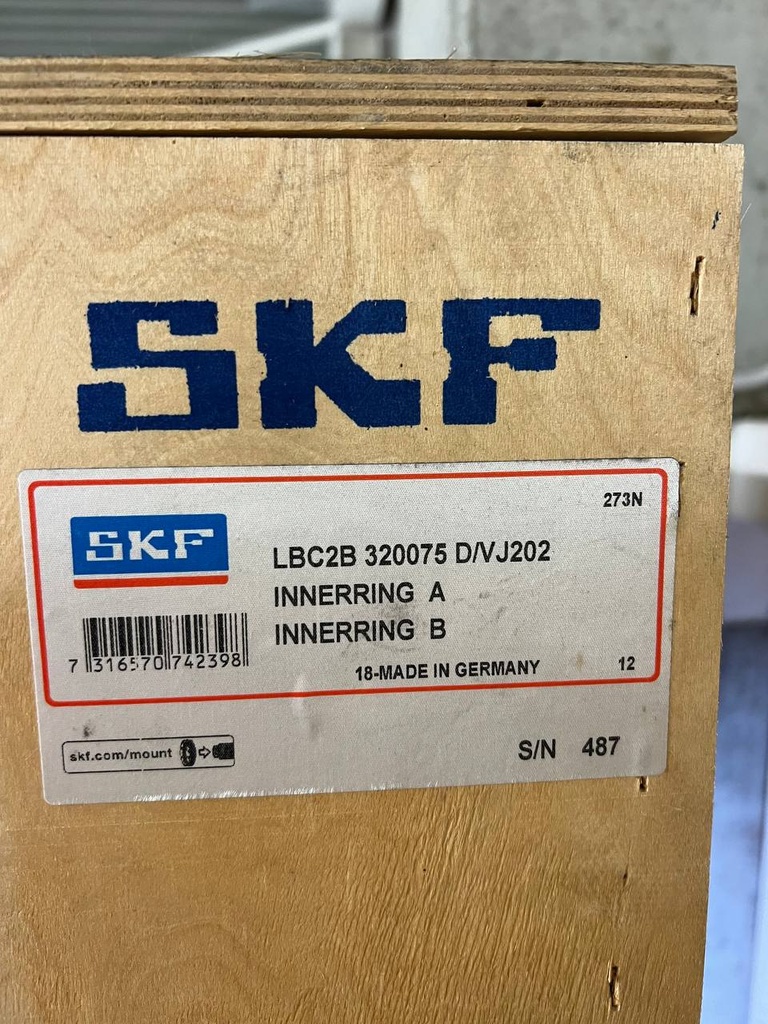 SKF
273N
SKF
LBC2B 320075 D/VJ202
INNERRING A
INNERRING B
7 316570 742398
18-MADE IN GERMANY
12
skf.com/mount
S/N 487